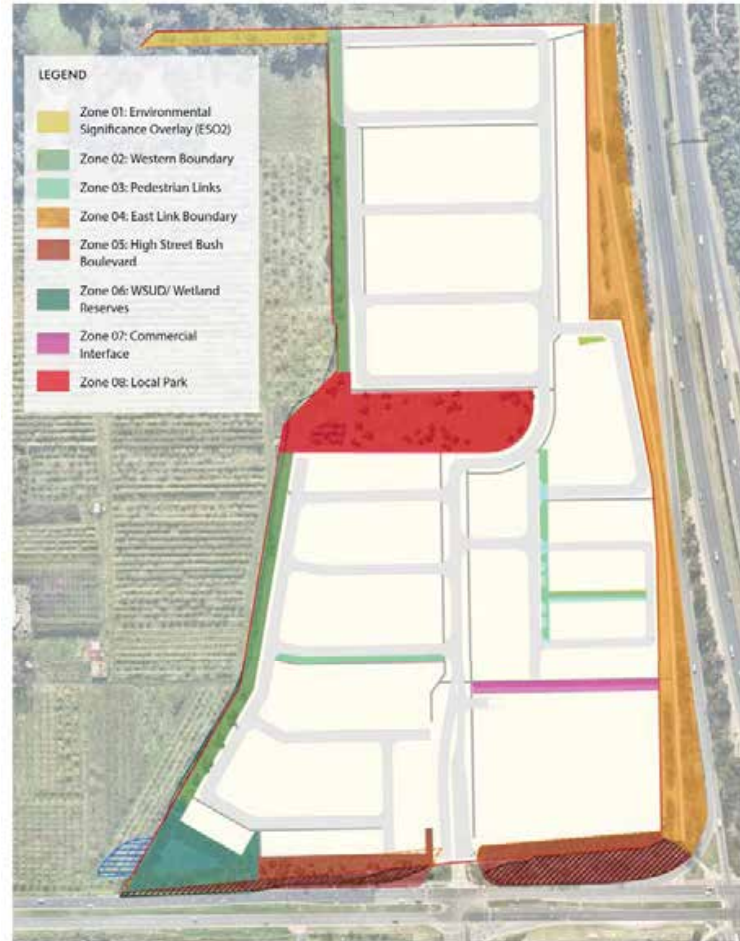 LEGEND
Zone 01: Environmental
Significance Overlay (ESO2)
Zone 02: Western Boundary
Zone 03: Pedestrian Links
Zone 04: East Link Boundary
Zone 05: High Street Bush
Boulevard
Zone 06: WSUD/ Wetland
Reserves
Zone 07: Commercial
Interface
Zone 08: Local Park